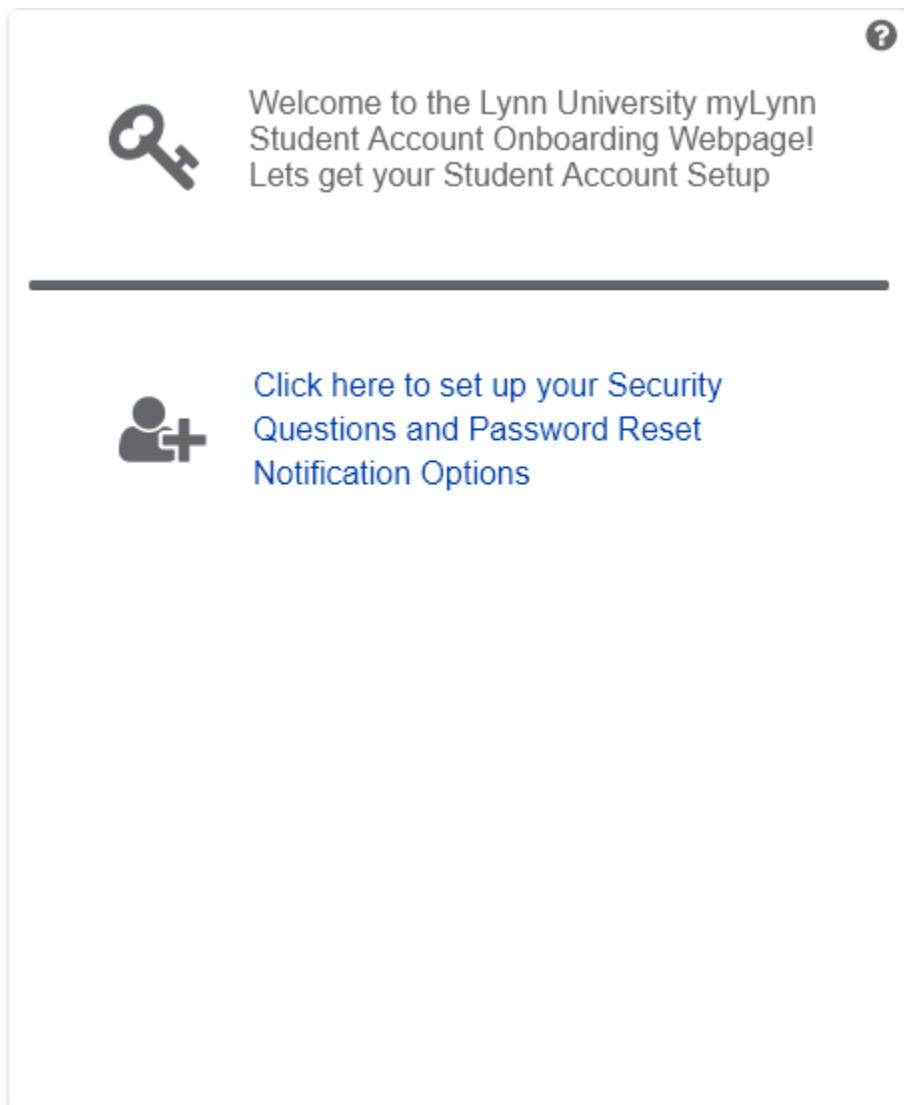 Welcome to the Lynn University myLynn
Student Account Onboarding Webpage!
Lets get your Student Account Setup
Click here to set up your Security
Questions and Password Reset
Notification Options